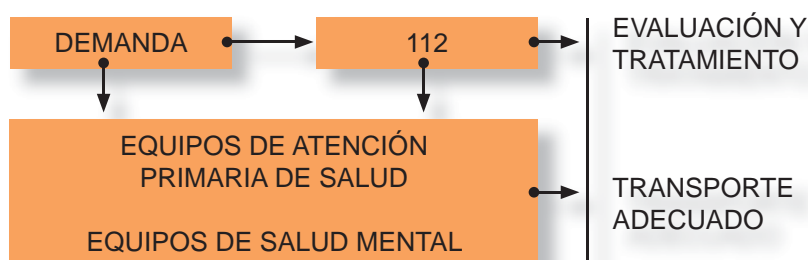 DEMANDA
112
EVALUACIÓN Y
TRATAMIENTO
EQUIPOS DE ATENCIÓN
PRIMARIA DE SALUD
EQUIPOS DE SALUD MENTAL
TRANSPORTE
ADECUADO